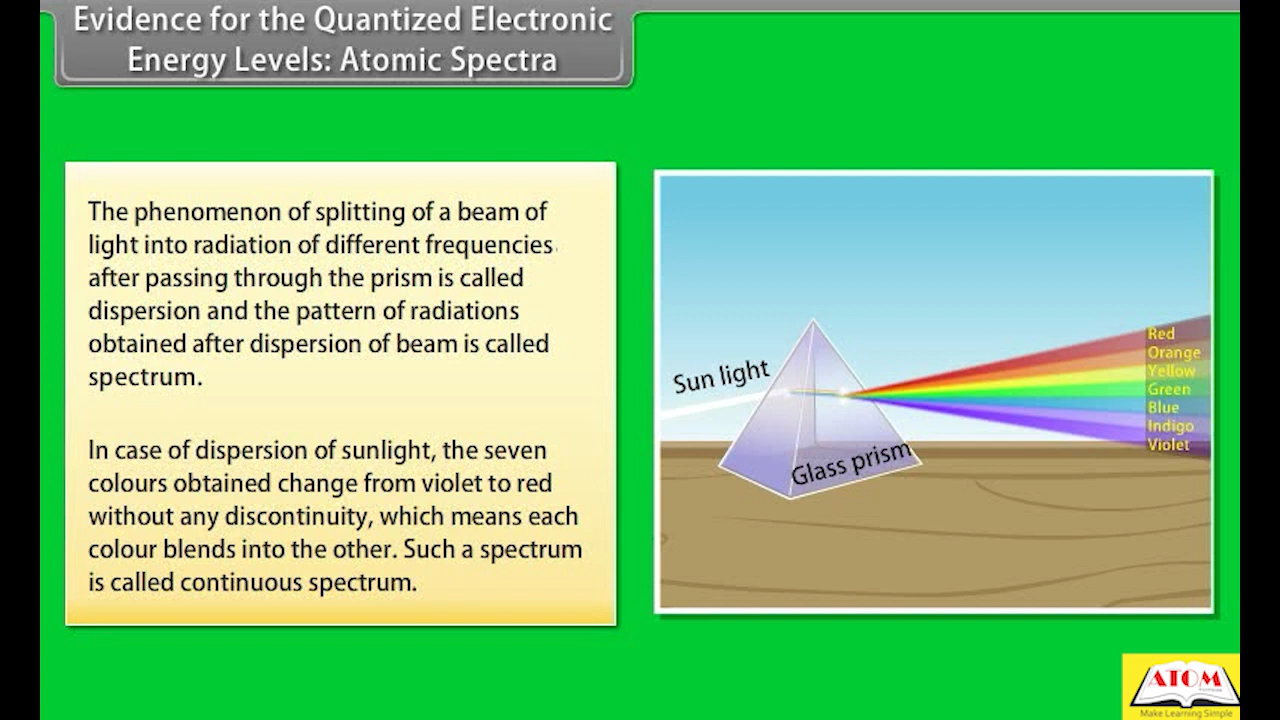 Evidence for the Quantized Electronic
Energy Levels: Atomic Spectra
The phenomenon of splitting of a beam of
light into radiation of different frequencies
after passing through the prism is called
dispersion and the pattern of radiations
obtained after dispersion of beam is called
spectrum.
In case of dispersion of sunlight, the seven
colours obtained change from violet to red
without any discontinuity, which means each
colour blends into the other. Such a spectrum
is called continuous spectrum.
Sun light
Glass prism
Red
Orange
Yellow
Green
Blue
Indigo
Violet
ATOM
Make Learning Simple